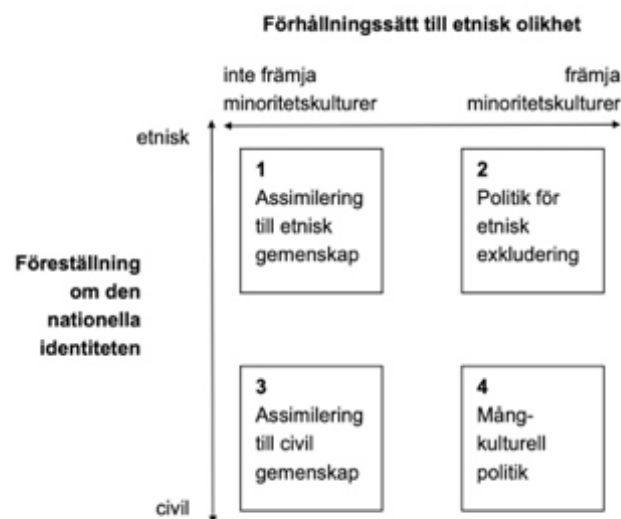 Förhållningssätt till etnisk olikhet
inte främja
minoritetskulturer
främja
minoritetskulturer
etnisk
1
Assimilering
till etnisk
gemenskap
2
Politik för
etnisk
exkludering
Föreställning
om den
nationella
identiteten
3
Assimilering
till civil
gemenskap
4
Mång-
kulturell
politik
civil